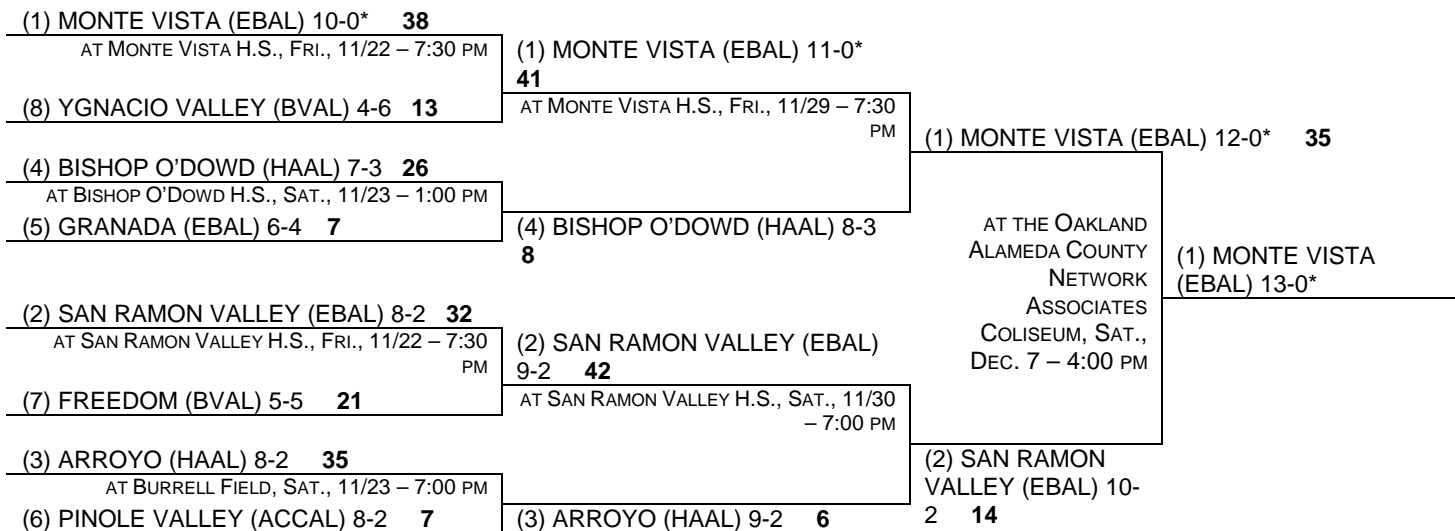 (1) MONTE VISTA (EBAL) 10-0* 38
AT MONTE VISTA H.S., FRI., 11/22 – 7:30 PM
(8) YGNACIO VALLEY (BVAL) 4-6 13
(4) BISHOP O’DOWD (HAAL) 7-3 26
AT BISHOP O’DOWD H.S., SAT., 11/23 – 1:00 PM
(5) GRANADA (EBAL) 6-4 7
(2) SAN RAMON VALLEY (EBAL) 8-2 32
AT SAN RAMON VALLEY H.S., FRI., 11/22 – 7:30
PM
(7) FREEDOM (BVAL) 5-5 21
(3) ARROYO (HAAL) 8-2 35
AT BURRELL FIELD, SAT., 11/23 – 7:00 PM
(6) PINOLE VALLEY (ACCAL) 8-2 7
(1) MONTE VISTA (EBAL) 11-0*
41
AT MONTE VISTA H.S., FRI., 11/29 – 7:30
PM
(4) BISHOP O’DOWD (HAAL) 8-3
8
(2) SAN RAMON VALLEY (EBAL)
9-2 42
AT SAN RAMON VALLEY H.S., SAT., 11/30
– 7:00 PM
(3) ARROYO (HAAL) 9-2 6
(1) MONTE VISTA (EBAL) 12-0* 35
AT THE OAKLAND
ALAMEDA COUNTY
NETWORK
ASSOCIATES
COLISEUM, SAT.,
DEC. 7 – 4:00 PM
(2) SAN RAMON
VALLEY (EBAL) 10-
2 14
(1) MONTE VISTA
(EBAL) 13-0*